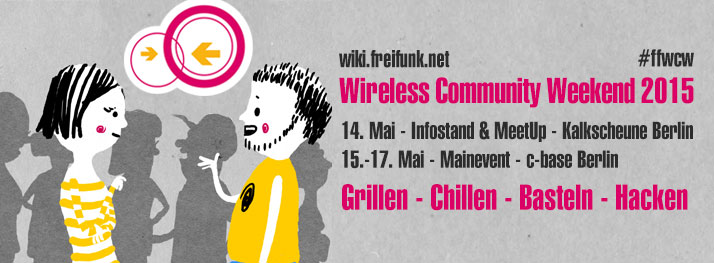 wiki.freifunk.net #ffwcw
Wireless Community Weekend 2015
14. Mai - Infostand & MeetUp - Kalkscheune Berlin
15.-17. Mai - Mainevent - c-base Berlin
Grillen - Chillen - Basteln - Hacken